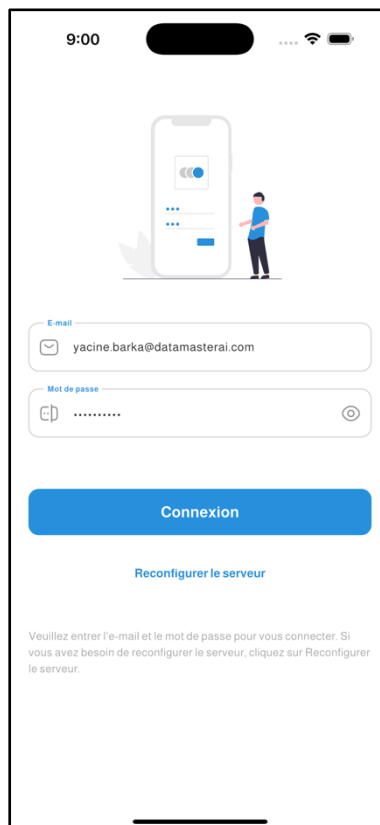 9:00
E-mail
yacine.barka@datamasterai.com
Mot de passe
••••••••••
Connexion
Reconfigurer le serveur
Veuillez entrer l'e-mail et le mot de passe pour vous connecter. Si
vous avez besoin de reconfigurer le serveur, cliquez sur Reconfigurer
le serveur.